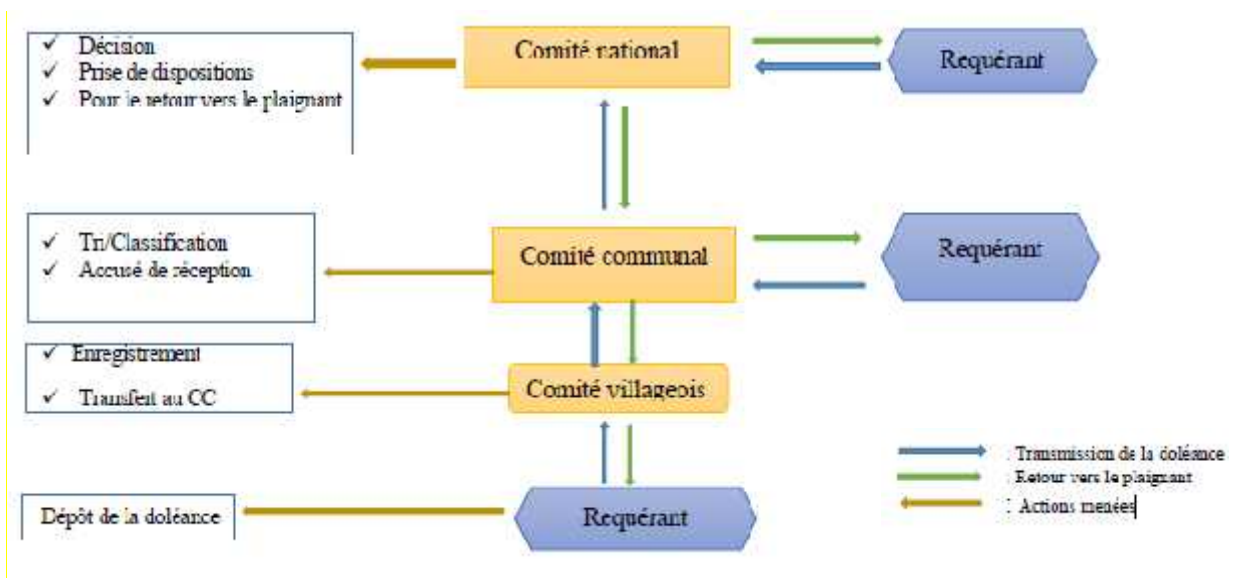 ✓ Décision
✓ Prise de dispositions
✓ Pour le retour vers le plaignant
Comité national
Requérant
✓ Tri/Classification
✓ Accusé de réception
Comité communal
Requérant
✓ Enregistrement
✓ Transfert au CC
Comité villageois
Dépôt de la doléance
Requérant
: Transmission de la doléance
: Retour vers le plaignant
: Actions menées